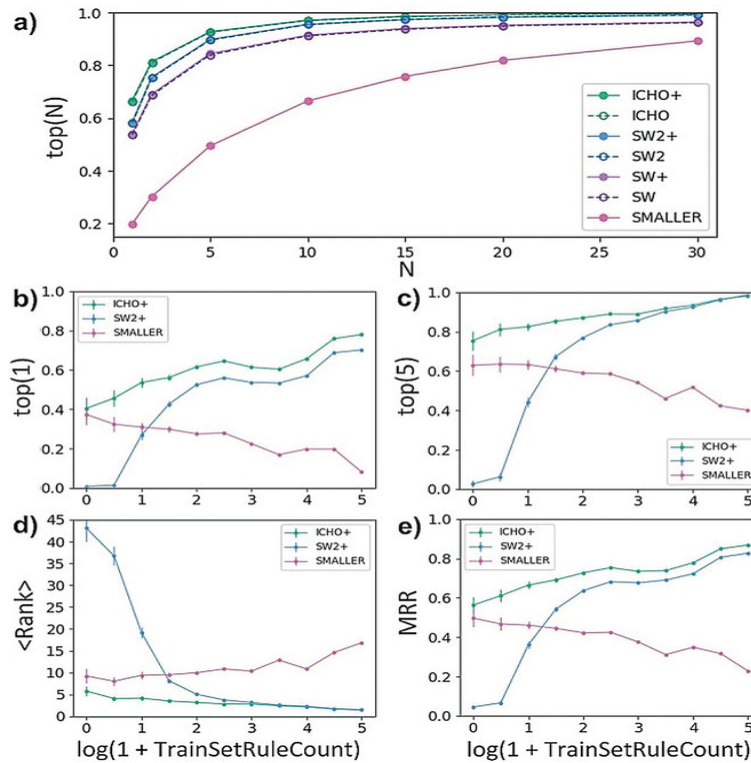 a)
1.0
0.8
0.6
0.4
0.2
top(N)
0
5
10
15
20
25
30
N
ICHO+
ICHO
SW2+
SW2
SW+
SW
SMALLER
b)
1.0
0.8
0.6
0.4
0.2
0.0
top(1)
0
1
2
3
4
5
ICHO+
SW2+
SMALLER
c)
1.0
0.8
0.6
0.4
0.2
0.0
top(5)
0
1
2
3
4
5
ICHO+
SW2+
SMALLER
d)
45
40
35
30
25
20
15
10
5
0
<Rank>
0
1
2
3
4
5
log(1 + TrainSetRuleCount)
ICHO+
SW2+
SMALLER
e)
1.0
0.8
0.6
0.4
0.2
0.0
MRR
0
1
2
3
4
5
log(1 + TrainSetRuleCount)
ICHO+
SW2+
SMALLER